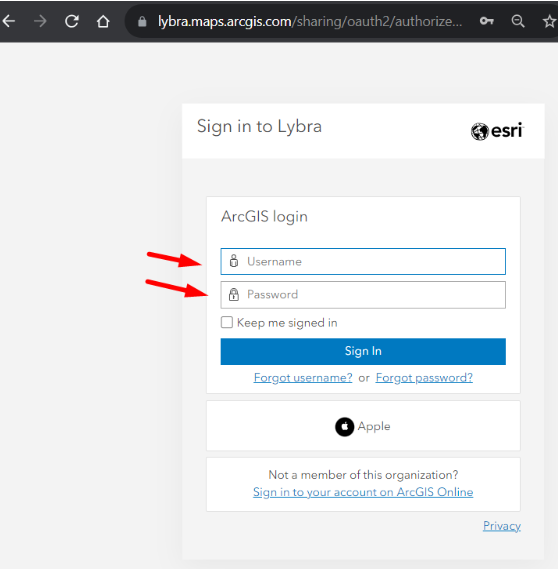 lybra.maps.arcgis.com/sharing/oauth2/authorize...
Sign in to Lybra
esri
ArcGIS login
Username
Password
Keep me signed in
Sign In
Forgot username? or Forgot password?
Apple
Not a member of this organization?
Sign in to your account on ArcGIS Online
Privacy